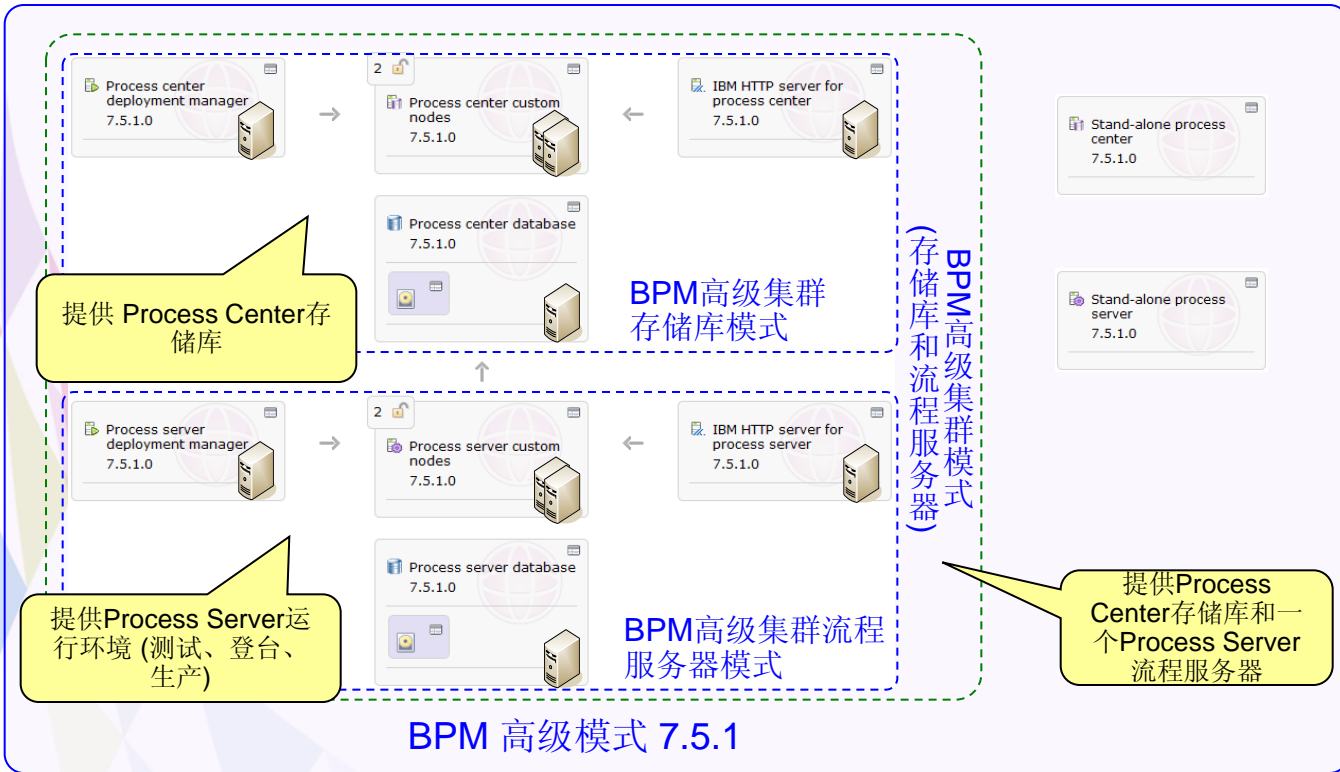 Process center
deployment manager
7.5.1.0
2
Process center custom
nodes
7.5.1.0
IBM HTTP server for
process center
7.5.1.0
Process center database
7.5.1.0
提供 Process Center存
储库
BPM高级集群
存储库模式
Process server
deployment manager
7.5.1.0
2
Process server custom
nodes
7.5.1.0
IBM HTTP server for
process server
7.5.1.0
Process server database
7.5.1.0
提供Process Server运
行环境 (测试、登台、
生产)
BPM高级集群流程
服务器模式
BPM高级集群模式
(存储库和流程服务器)
Stand-alone process
center
7.5.1.0
Stand-alone process
server
7.5.1.0
提供Process
Center存储库和一
个Process Server
流程服务器
BPM 高级模式 7.5.1